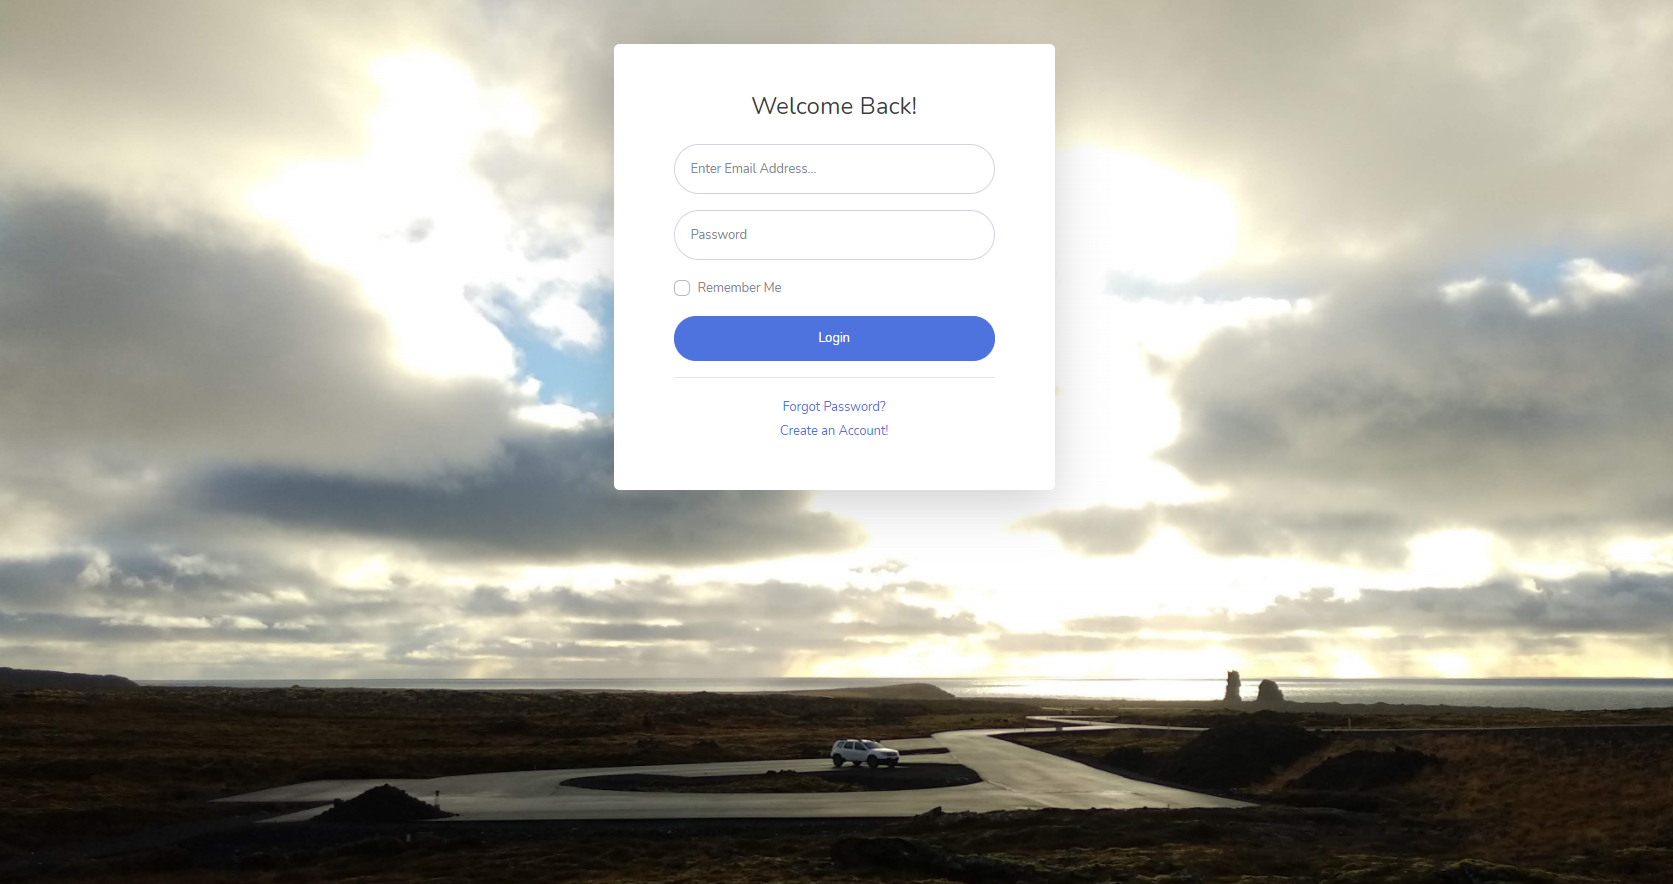 Welcome Back!
Enter Email Address...
Password
Remember Me
Login
Forgot Password?
Create an Account!